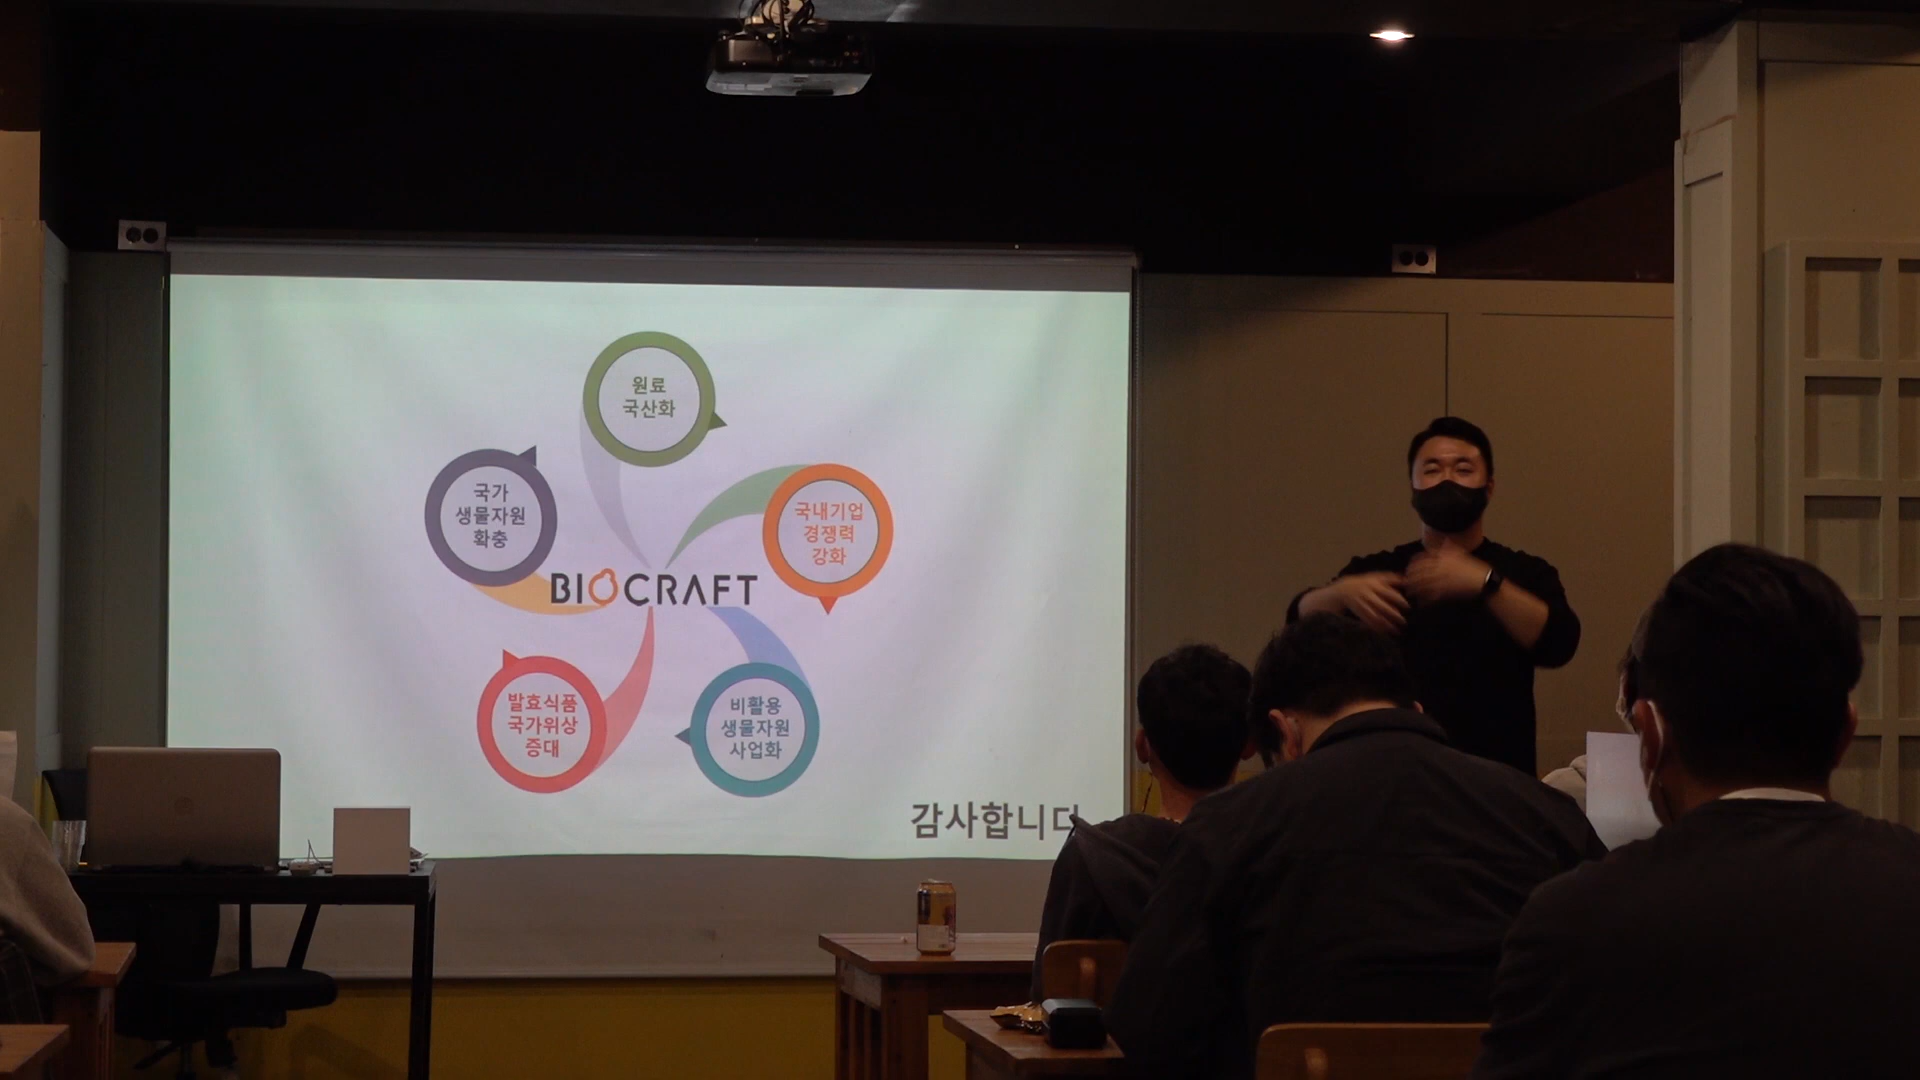 원료
국산화
국가
생물자원
확충
국내기업
경쟁력
강화
BIOCRAFT
발효식품
국가위상
증대
비활용
생물자원
사업화
감사합니다